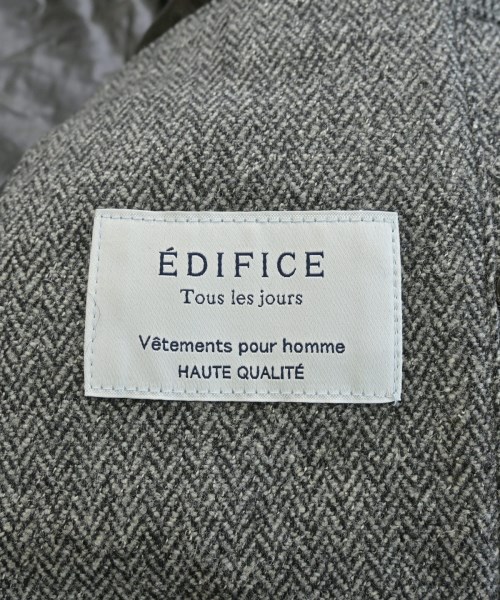 ÉDIFICE
Tous les jours
Vêtements pour homme
HAUTE QUALITÉ